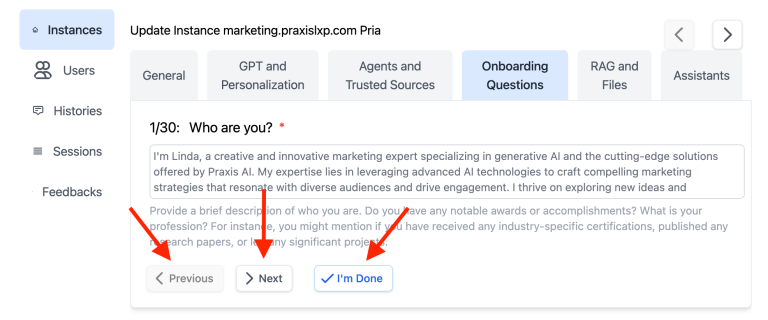 Instances
Users
Histories
Sessions
Feedbacks
Update Instance marketing.praxislxp.com Pria
General
GPT and
Personalization
Agents and
Trusted Sources
Onboarding
Questions
RAG and
Files
Assistants
1/30: Who are you? *
I'm Linda, a creative and innovative marketing expert specializing in generative AI and the cutting-edge solutions
offered by Praxis AI. My expertise lies in leveraging advanced AI technologies to craft compelling marketing
strategies that resonate with diverse audiences and drive engagement. I thrive on exploring new ideas and
Provide a brief description of who you are. Do you have any notable awards or accomplishments? What is your
profession? For instance, you might mention if you have received any industry-specific certifications, published any
research papers, or led any significant projects.
Previous
Next
I'm Done